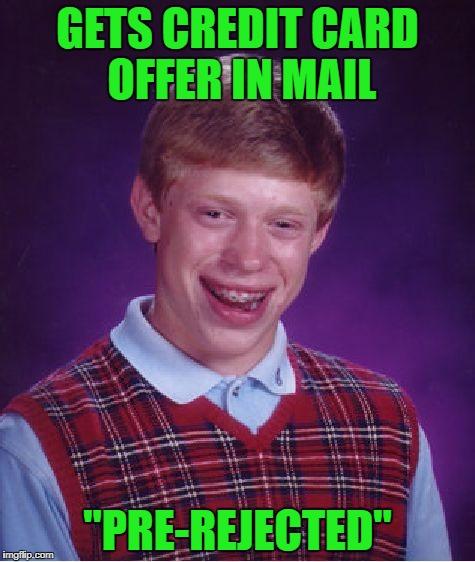 GETS CREDIT CARD
OFFER IN MAIL
"PRE-REJECTED"
imgflip.com